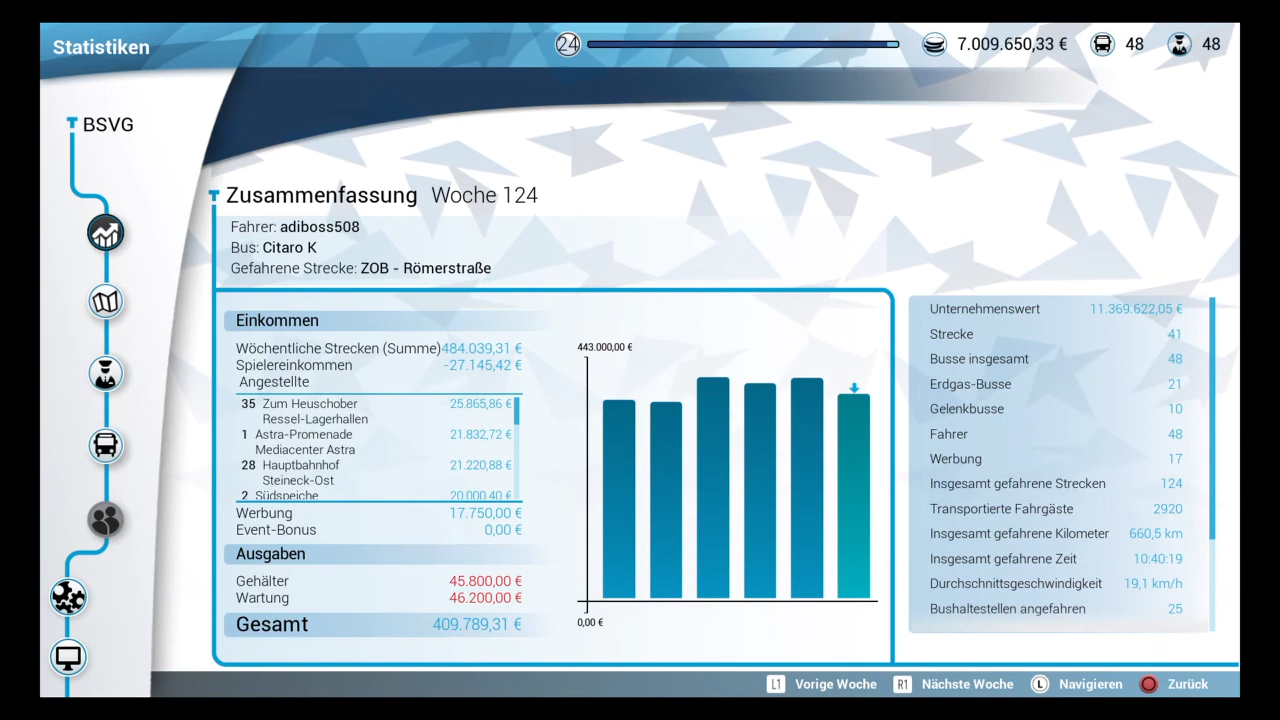 Statistiken
24
7.009.650,33 €
48
48
BSVG
Zusammenfassung Woche 124
Fahrer: adiboss508
Bus: Citaro K
Gefahrene Strecke: ZOB - Römerstraße
Einkommen
Wöchentliche Strecken (Summe) 484.039,31 €
Spielereinkommen -27.145,42 €
Angestellte
35 Zum Heuschober 25.865,86 €
Ressel-Lagerhallen
1 Astra-Promenade 21.832,72 €
Mediacenter Astra
28 Hauptbahnhof 21.220,88 €
Steineck-Ost
2 Südspeiche 20.000,40 €
Werbung 17.750,00 €
Event-Bonus 0,00 €
Ausgaben
Gehälter 45.800,00 €
Wartung 46.200,00 €
Gesamt 409.789,31 €
443.000,00 €
0,00 €
Unternehmenswert 11.369.622,05 €
Strecke 41
Busse insgesamt 48
Erdgas-Busse 21
Gelenkbusse 10
Fahrer 48
Werbung 17
Insgesamt gefahrene Strecken 124
Transportierte Fahrgäste 2920
Insgesamt gefahrene Kilometer 660,5 km
Insgesamt gefahrene Zeit 10:40:19
Durchschnittsgeschwindigkeit 19,1 km/h
Bushaltestellen angefahren 25
L1 Vorige Woche R1 Nächste Woche L Navigieren Zurück